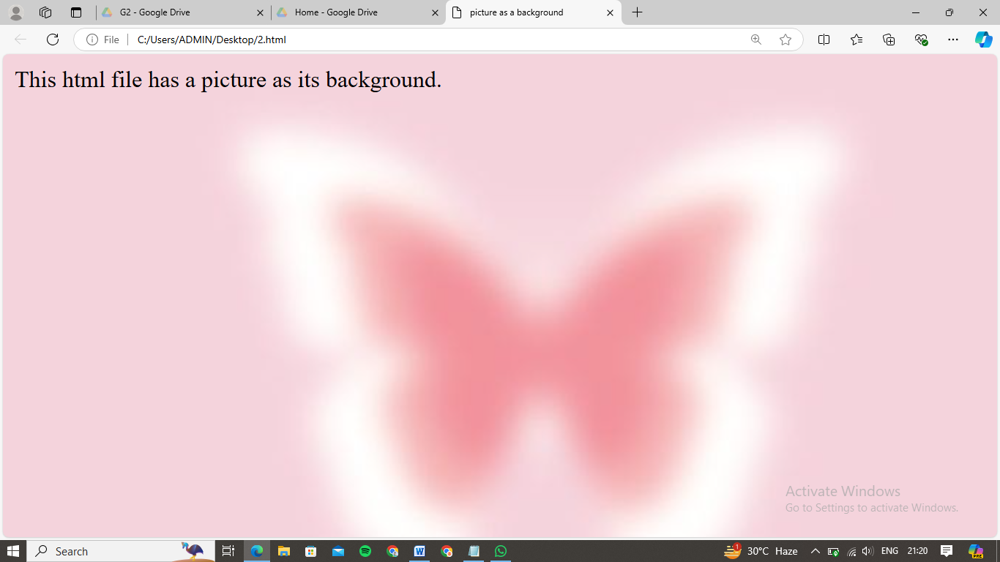 G2 - Google Drive
Home - Google Drive
picture as a background
File
C:/Users/ADMIN/Desktop/2.html
This html file has a picture as its background.
Activate Windows
Go to Settings to activate Windows.
Search
1
30°C Haze
ENG
21:20
PRE